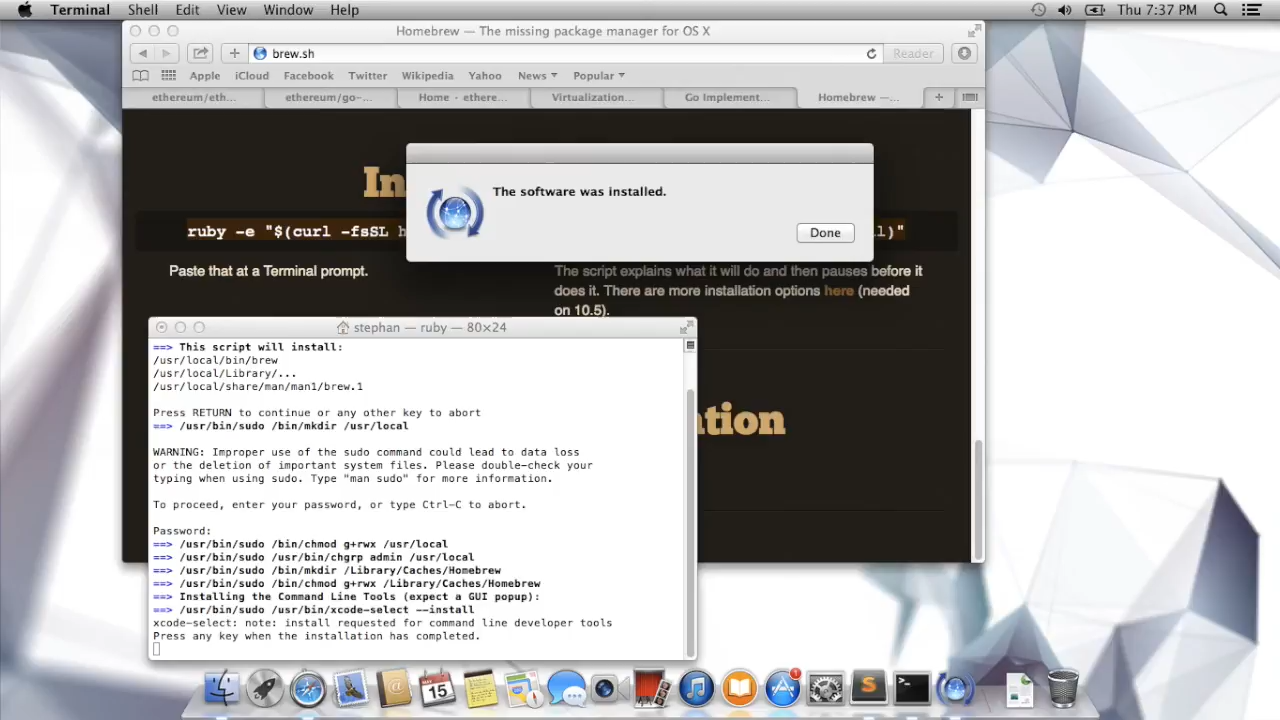 Terminal Shell Edit View Window Help Thu 7:37 PM
Homebrew — The missing package manager for OS X
brew.sh Reader
Apple iCloud Facebook Twitter Wikipedia Yahoo News Popular
ethereum/eth... ethereum/go-... Home · ethere... Virtualization... Go Implement... Homebrew —... +
In
The software was installed.
Done
ruby -e "$(curl -fsSL h l)"
Paste that at a Terminal prompt.
The script explains what it will do and then pauses before it
does it. There are more installation options here (needed
on 10.5).
ntation
stephan — ruby — 80×24
==> This script will install:
/usr/local/bin/brew
/usr/local/Library/...
/usr/local/share/man/man1/brew.1
Press RETURN to continue or any other key to abort
==> /usr/bin/sudo /bin/mkdir /usr/local
WARNING: Improper use of the sudo command could lead to data loss
or the deletion of important system files. Please double-check your
typing when using sudo. Type "man sudo" for more information.
To proceed, enter your password, or type Ctrl-C to abort.
Password:
==> /usr/bin/sudo /bin/chmod g+rwx /usr/local
==> /usr/bin/sudo /usr/bin/chgrp admin /usr/local
==> /usr/bin/sudo /bin/mkdir /Library/Caches/Homebrew
==> /usr/bin/sudo /bin/chmod g+rwx /Library/Caches/Homebrew
==> Installing the Command Line Tools (expect a GUI popup):
==> /usr/bin/sudo /usr/bin/xcode-select --install
xcode-select: note: install requested for command line developer tools
Press any key when the installation has completed.
15
1
S
>_